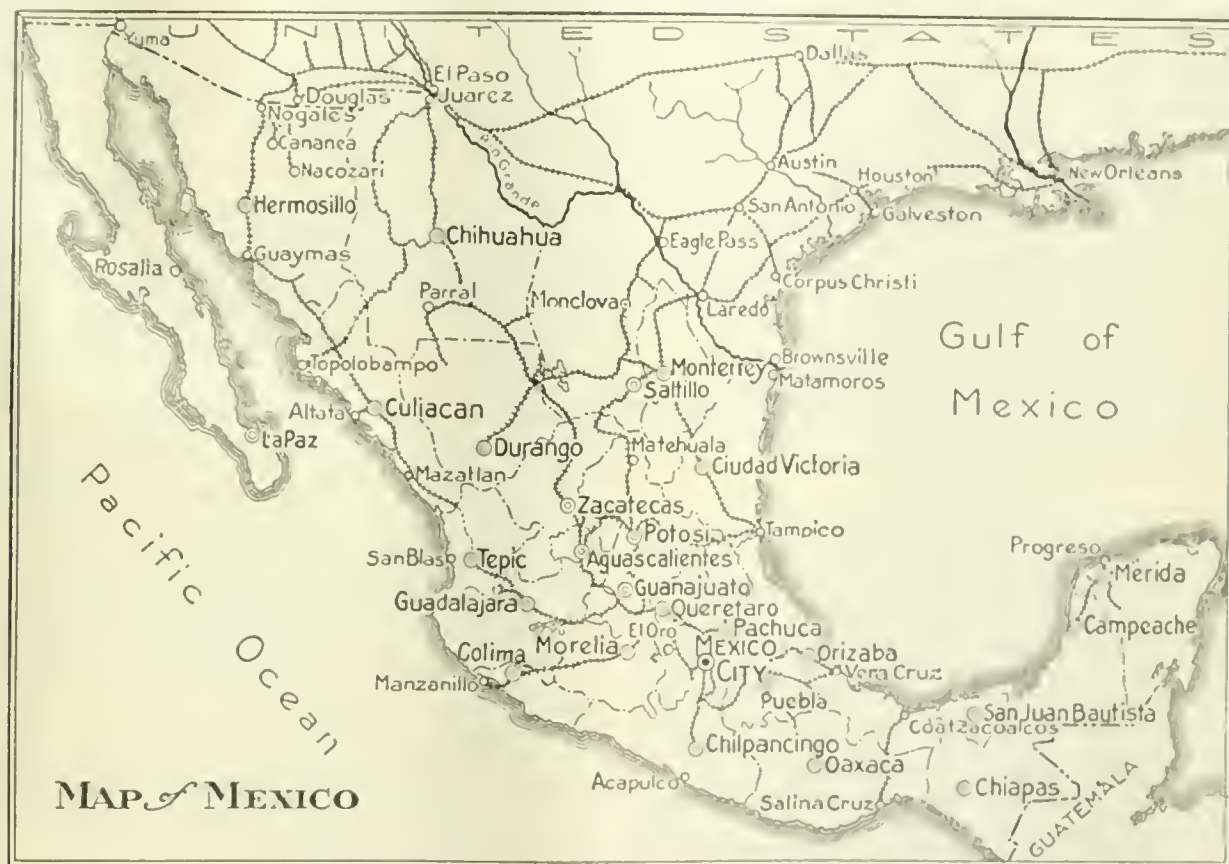 UNITED STATES
Yuma
Dallas
El Paso
Juarez
Douglas
Nogales
Cananea
Nacozari
Rio Grande
Austin
Houston
New Orleans
Hermosillo
San Antonio
Galveston
Chihuahua
Eagle Pass
Guaymas
Rosalia
Corpus Christi
Parral
Monclova
Laredo
Gulf of
Mexico
Brownsville
Topolobampo
Monterrey
Matamoros
Saltillo
Altata
Culiacan
La Paz
Durango
Matehuala
Ciudad Victoria
Mazatlan
Pacific Ocean
Zacatecas
Potosi
Tampico
San Blas
Tepic
Aguascalientes
Progreso
Merida
Guanajuato
Guadalajara
Queretaro
Campeache
Pachuca
El Oro
Morelia
MEXICO
CITY
Orizaba
Colima
Vera Cruz
Manzanillo
Puebla
San Juan Bautista
Coatzacoalcos
Chilpancingo
Oaxaca
Acapulco
Chiapas
Salina Cruz
GUATEMALA
MAP of MEXICO